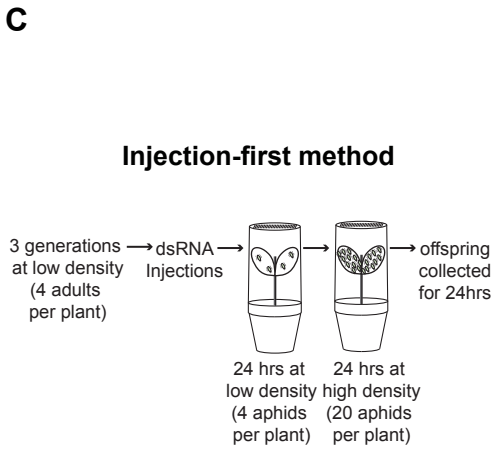 C
Injection-first method
3 generations
at low density
(4 adults
per plant)
dsRNA
Injections
24 hrs at
low density
(4 aphids
per plant)
24 hrs at
high density
(20 aphids
per plant)
offspring
collected
for 24hrs